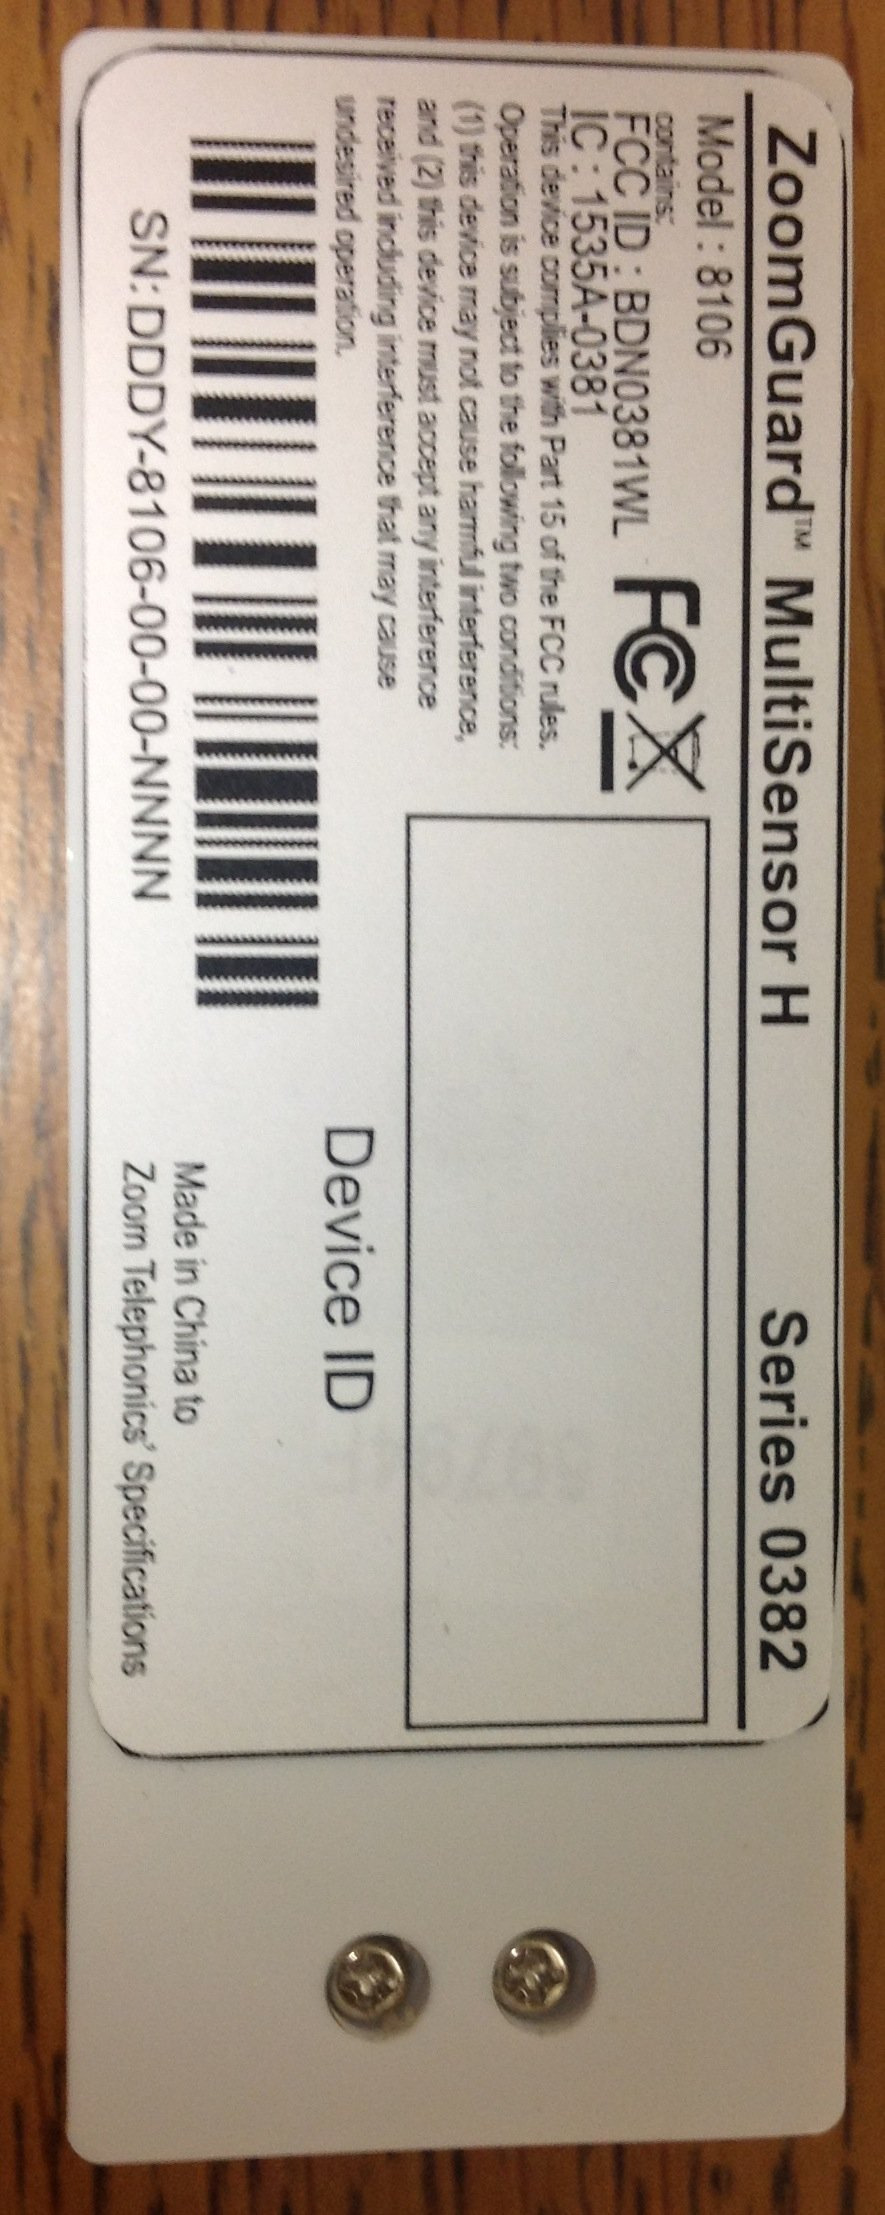 ZoomGuard™ MultiSensor H Series 0382
Model : 8106
contains:
FCC ID : BDN0381WL
IC : 1535A-0381
FC
This device complies with Part 15 of the FCC rules.
Operation is subject to the following two conditions:
(1) this device may not cause harmful interference,
and (2) this device must accept any interference
received including interference that may cause
undesired operation.
SN: DDDY-8106-00-00-NNNN
Device ID
Made in China to
Zoom Telephonics' Specifications